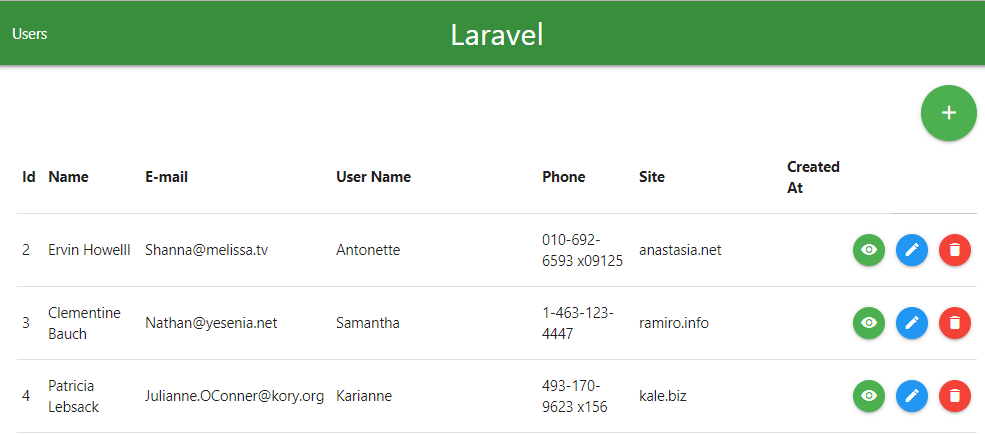 Users
Laravel
+
Id Name E-mail User Name Phone Site Created
At
2 Ervin Howelll Shanna@melissa.tv Antonette 010-692-
6593 x09125 anastasia.net
3 Clementine
Bauch Nathan@yesenia.net Samantha 1-463-123-
4447 ramiro.info
4 Patricia
Lebsack Julianne.OConner@kory.org Karianne 493-170-
9623 x156 kale.biz